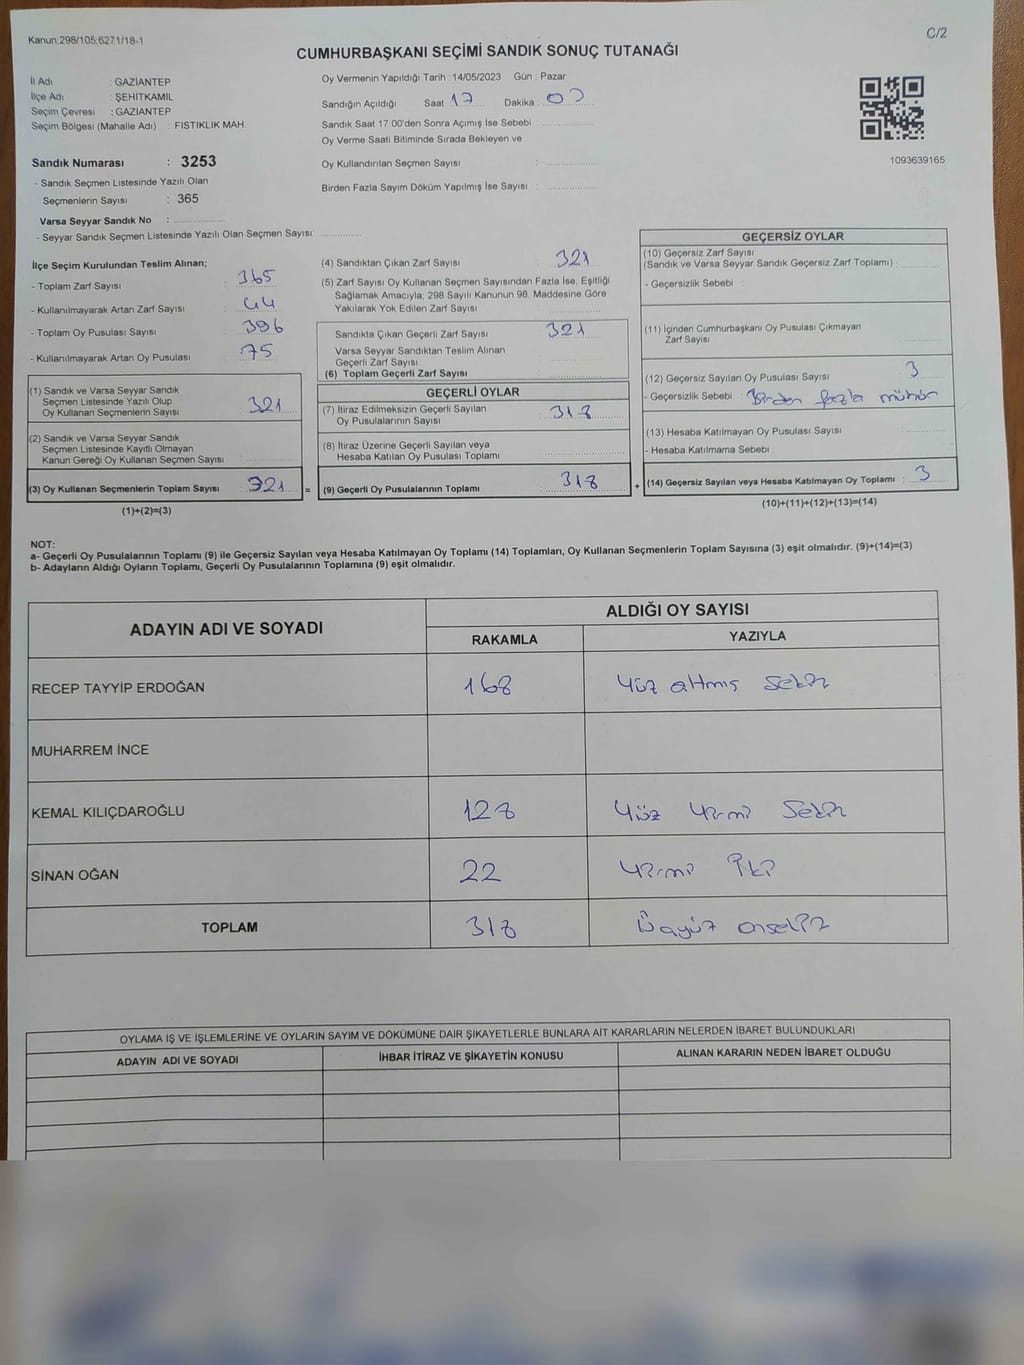 Kanun;298/105;6271/18-1
C/2
CUMHURBAŞKANI SEÇİMİ SANDIK SONUÇ TUTANAĞI
İl Adı : GAZİANTEP
İlçe Adı : ŞEHİTKAMİL
Seçim Çevresi : GAZİANTEP
Seçim Bölgesi (Mahalle Adı) : FISTIKLIK MAH.
Oy Vermenin Yapıldığı Tarih : 14/05/2023 Gün : Pazar
Sandığın Açıldığı Saat 17 Dakika : 00
Sandık Saat 17:00'den Sonra Açımış İse Sebebi :
Oy Verme Saati Bitiminde Sırada Bekleyen ve
Oy Kullandırılan Seçmen Sayısı :
Birden Fazla Sayım Döküm Yapılmış İse Sayısı :
1093639165
Sandık Numarası : 3253
- Sandık Seçmen Listesinde Yazılı Olan
Seçmenlerin Sayısı : 365
Varsa Seyyar Sandık No :
- Seyyar Sandık Seçmen Listesinde Yazılı Olan Seçmen Sayısı:
İlçe Seçim Kurulundan Teslim Alınan;
- Toplam Zarf Sayısı : 365
- Kullanılmayarak Artan Zarf Sayısı : 44
- Toplam Oy Pusulası Sayısı : 396
- Kullanılmayarak Artan Oy Pusulası : 75
(1) Sandık ve Varsa Seyyar Sandık
Seçmen Listesinde Yazılı Olup
Oy Kullanan Seçmenlerin Sayısı : 321
(2) Sandık ve Varsa Seyyar Sandık
Seçmen Listesinde Kayıtlı Olmayan
Kanun Gereği Oy Kullanan Seçmen Sayısı :
(3) Oy Kullanan Seçmenlerin Toplam Sayısı : 321
(1)+(2)=(3)
=
(4) Sandıktan Çıkan Zarf Sayısı : 321
(5) Zarf Sayısı Oy Kullanan Seçmen Sayısından Fazla İse, Eşitliği
Sağlamak Amacıyla, 298 Sayılı Kanunun 98. Maddesine Göre
Yakılarak Yok Edilen Zarf Sayısı :
Sandıkta Çıkan Geçerli Zarf Sayısı : 321
Varsa Seyyar Sandıktan Teslim Alınan
Geçerli Zarf Sayısı :
(6) Toplam Geçerli Zarf Sayısı :
GEÇERLİ OYLAR
(7) İtiraz Edilmeksizin Geçerli Sayılan
Oy Pusulasının Sayısı : 318
(8) İtiraz Üzerine Geçerli Sayılan veya
Hesaba Katılan Oy Pusulası Toplamı :
(9) Geçerli Oy Pusulalarının Toplamı : 318
+
GEÇERSİZ OYLAR
(10) Geçersiz Zarf Sayısı
(Sandık ve Varsa Seyyar Sandık Geçersiz Zarf Toplamı) :
- Geçersizlik Sebebi :
(11) İçinden Cumhurbaşkanı Oy Pusulası Çıkmayan
Zarf Sayısı :
(12) Geçersiz Sayılan Oy Pusulası Sayısı : 3
- Geçersizlik Sebebi : Birden fazla mühür
(13) Hesaba Katılmayan Oy Pusulası Sayısı :
- Hesaba Katılmama Sebebi :
(14) Geçersiz Sayılan veya Hesaba Katılmayan Oy Toplamı : 3
(10)+(11)+(12)+(13)=(14)
NOT:
a- Geçerli Oy Pusulalarının Toplamı (9) ile Geçersiz Sayılan veya Hesaba Katılmayan Oy Toplamı (14) Toplamları, Oy Kullanan Seçmenlerin Toplam Sayısına (3) eşit olmalıdır. (9)+(14)=(3)
b- Adayların Aldığı Oyların Toplamı, Geçerli Oy Pusulalarının Toplamına (9) eşit olmalıdır.
ADAYIN ADI VE SOYADI
ALDIĞI OY SAYISI
RAKAMLA YAZIYLA
RECEP TAYYİP ERDOĞAN 168 Yüz altmış Sekiz
MUHARREM İNCE
KEMAL KILIÇDAROĞLU 128 Yüz Yirmi Sekiz
SİNAN OĞAN 22 Yirmi İki
TOPLAM 318 Üçyüz onsekiz
OYLAMA İŞ VE İŞLEMLERİNE VE OYLARIN SAYIM VE DÖKÜMÜNE DAİR ŞİKAYETLERLE BUNLARA AİT KARARLARIN NELERDEN İBARET BULUNDUKLARI
ADAYIN ADI VE SOYADI İHBAR İTİRAZ VE ŞİKAYETİN KONUSU ALINAN KARARIN NEDEN İBARET OLDUĞU